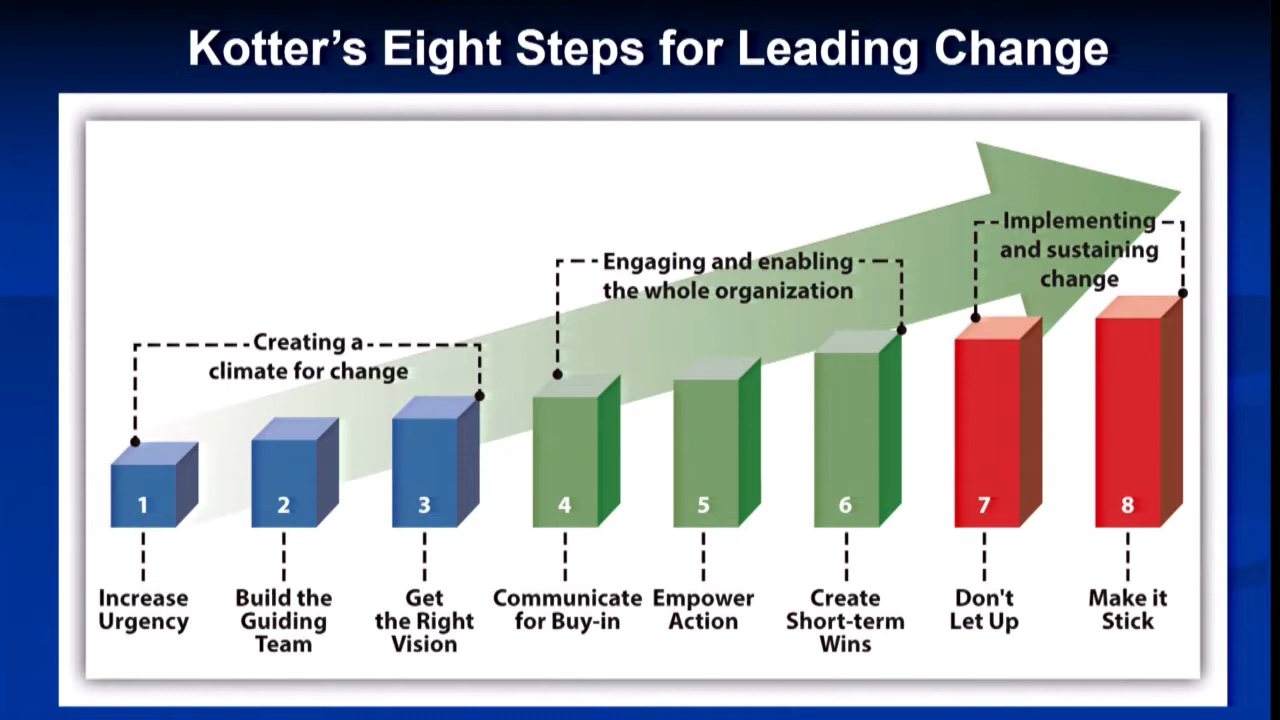 Kotter’s Eight Steps for Leading Change
Implementing
and sustaining
change
Engaging and enabling
the whole organization
Creating a
climate for change
1
2
3
4
5
6
7
8
Increase
Urgency
Build the
Guiding
Team
Get
the Right
Vision
Communicate
for Buy-in
Empower
Action
Create
Short-term
Wins
Don't
Let Up
Make it
Stick